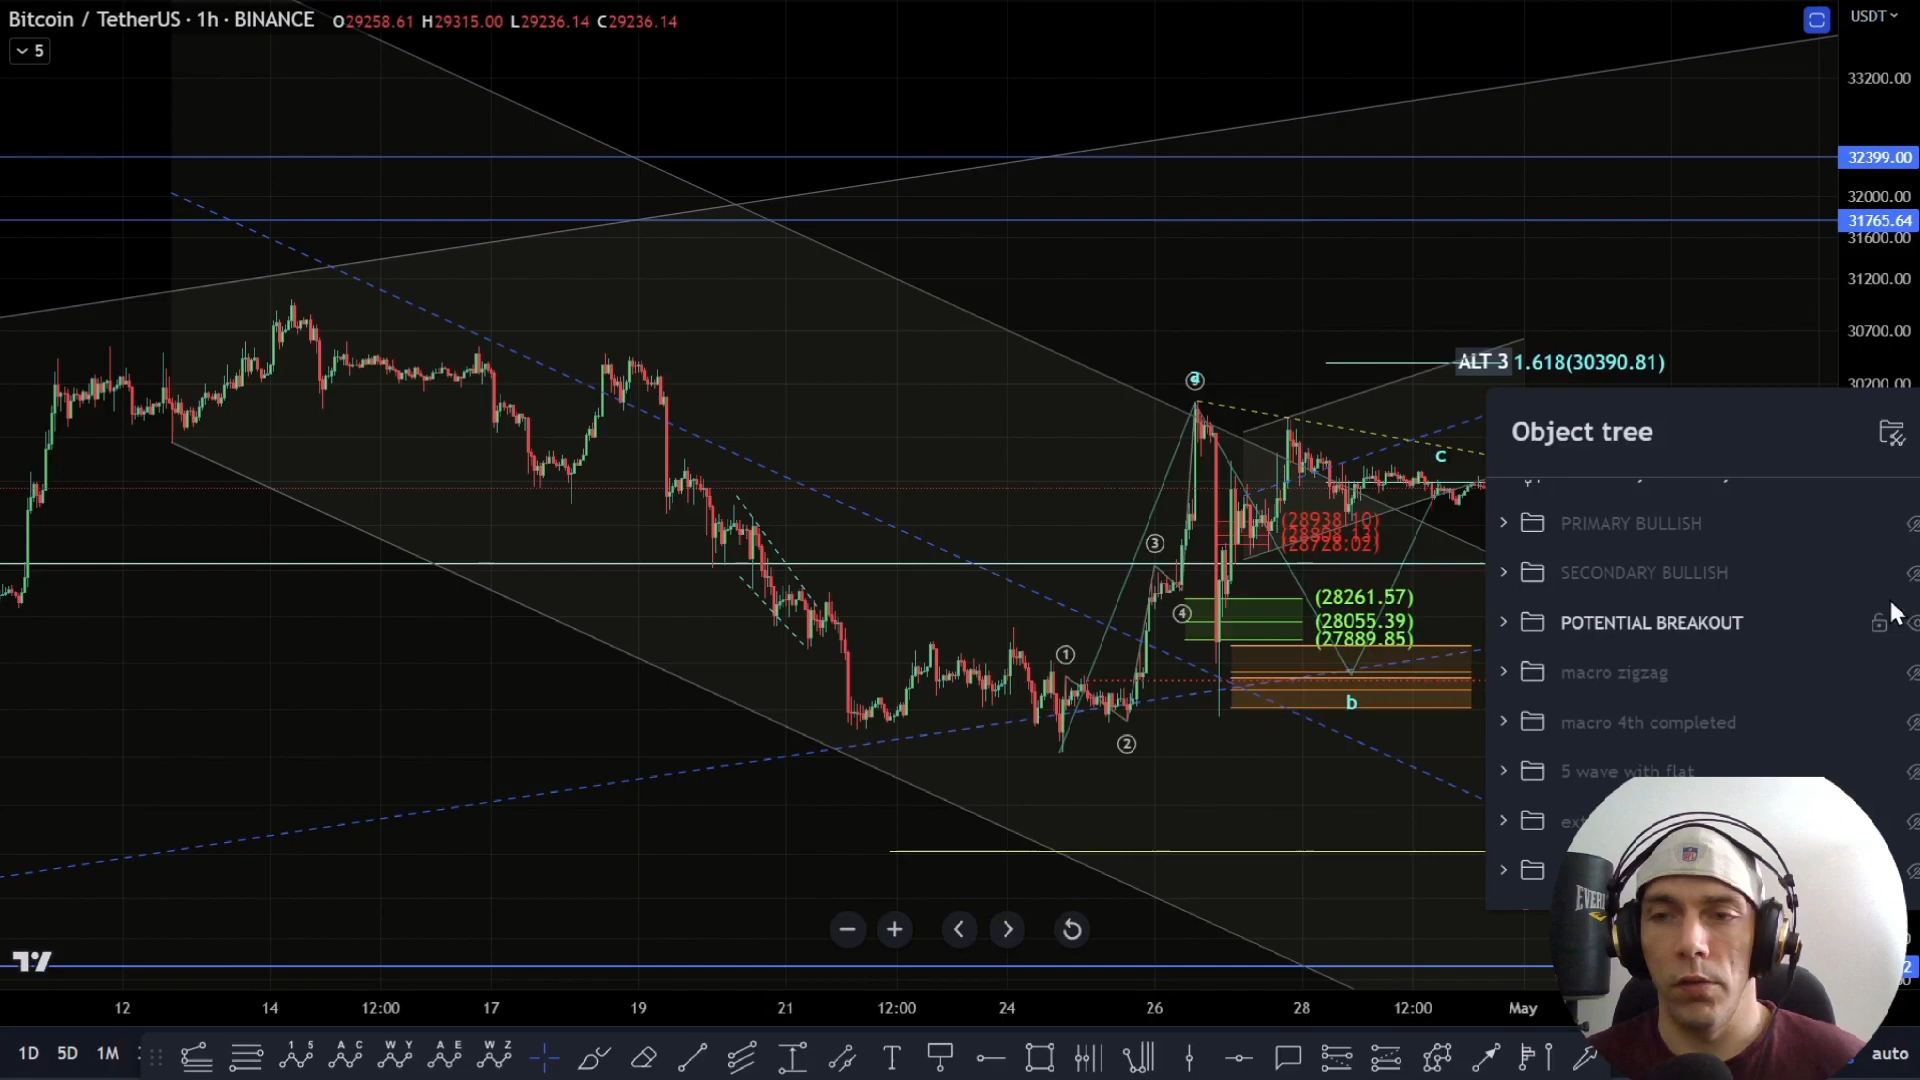 Bitcoin / TetherUS · 1h · BINANCE O29258.61 H29315.00 L29236.14 C29236.14
5
USDT
33200.00
32399.00
32000.00
31765.64
31600.00
31200.00
30700.00
30200.00
ALT 3 1.618(30390.81)
Object tree
PRIMARY BULLISH
SECONDARY BULLISH
POTENTIAL BREAKOUT
macro zigzag
macro 4th completed
5 wave with flat
c
3
(28938.10)
(28728.02)
(28261.57)
4
(28055.39)
(27889.85)
1
b
2
EVERL
NFL
12 14 12:00 17 19 21 12:00 24 26 28 12:00 May
1D 5D 1M
1 5
A C
W Y
A E
W Z
T
auto